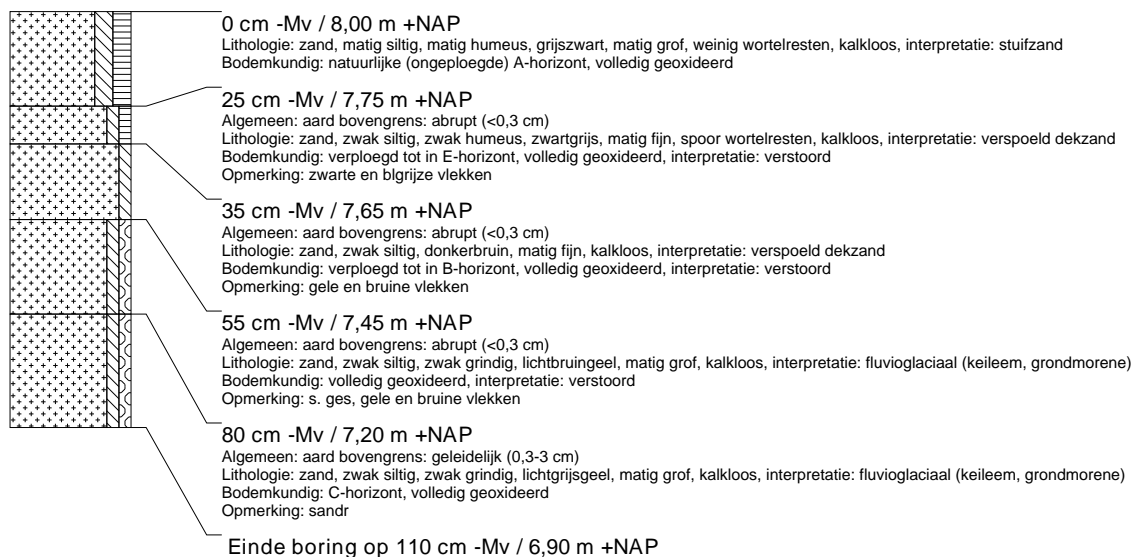 0 cm -Mv / 8,00 m +NAP
Lithologie: zand, matig siltig, matig humeus, grijszwart, matig grof, weinig wortelresten, kalkloos, interpretatie: stuifzand
Bodemkundig: natuurlijke (ongeploegde) A-horizont, volledig geoxideerd
25 cm -Mv / 7,75 m +NAP
Algemeen: aard bovengrens: abrupt (<0,3 cm)
Lithologie: zand, zwak siltig, zwak humeus, zwartgrijs, matig fijn, spoor wortelresten, kalkloos, interpretatie: verspoeld dekzand
Bodemkundig: verploegd tot in E-horizont, volledig geoxideerd, interpretatie: verstoord
Opmerking: zwarte en blgrijze vlekken
35 cm -Mv / 7,65 m +NAP
Algemeen: aard bovengrens: abrupt (<0,3 cm)
Lithologie: zand, zwak siltig, donkerbruin, matig fijn, kalkloos, interpretatie: verspoeld dekzand
Bodemkundig: verploegd tot in B-horizont, volledig geoxideerd, interpretatie: verstoord
Opmerking: gele en bruine vlekken
55 cm -Mv / 7,45 m +NAP
Algemeen: aard bovengrens: abrupt (<0,3 cm)
Lithologie: zand, zwak siltig, zwak grindig, lichtbruingeel, matig grof, kalkloos, interpretatie: fluvioglaciaal (keileem, grondmorene)
Bodemkundig: volledig geoxideerd, interpretatie: verstoord
Opmerking: s. ges, gele en bruine vlekken
80 cm -Mv / 7,20 m +NAP
Algemeen: aard bovengrens: geleidelijk (0,3-3 cm)
Lithologie: zand, zwak siltig, zwak grindig, lichtgrijsgeel, matig grof, kalkloos, interpretatie: fluvioglaciaal (keileem, grondmorene)
Bodemkundig: C-horizont, volledig geoxideerd
Opmerking: sandr
Einde boring op 110 cm -Mv / 6,90 m +NAP